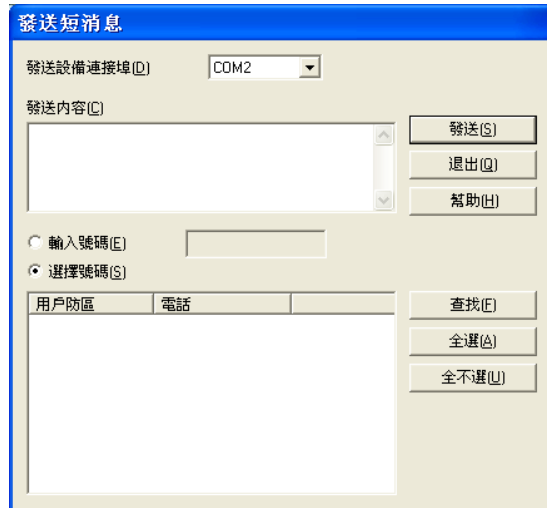 發送短消息
發送設備連接埠(D) COM2
發送内容(C)
發送(S)
退出(Q)
幫助(H)
輸入號碼(E)
選擇號碼(S)
用戶防區 電話
查找(F)
全選(A)
全不選(U)